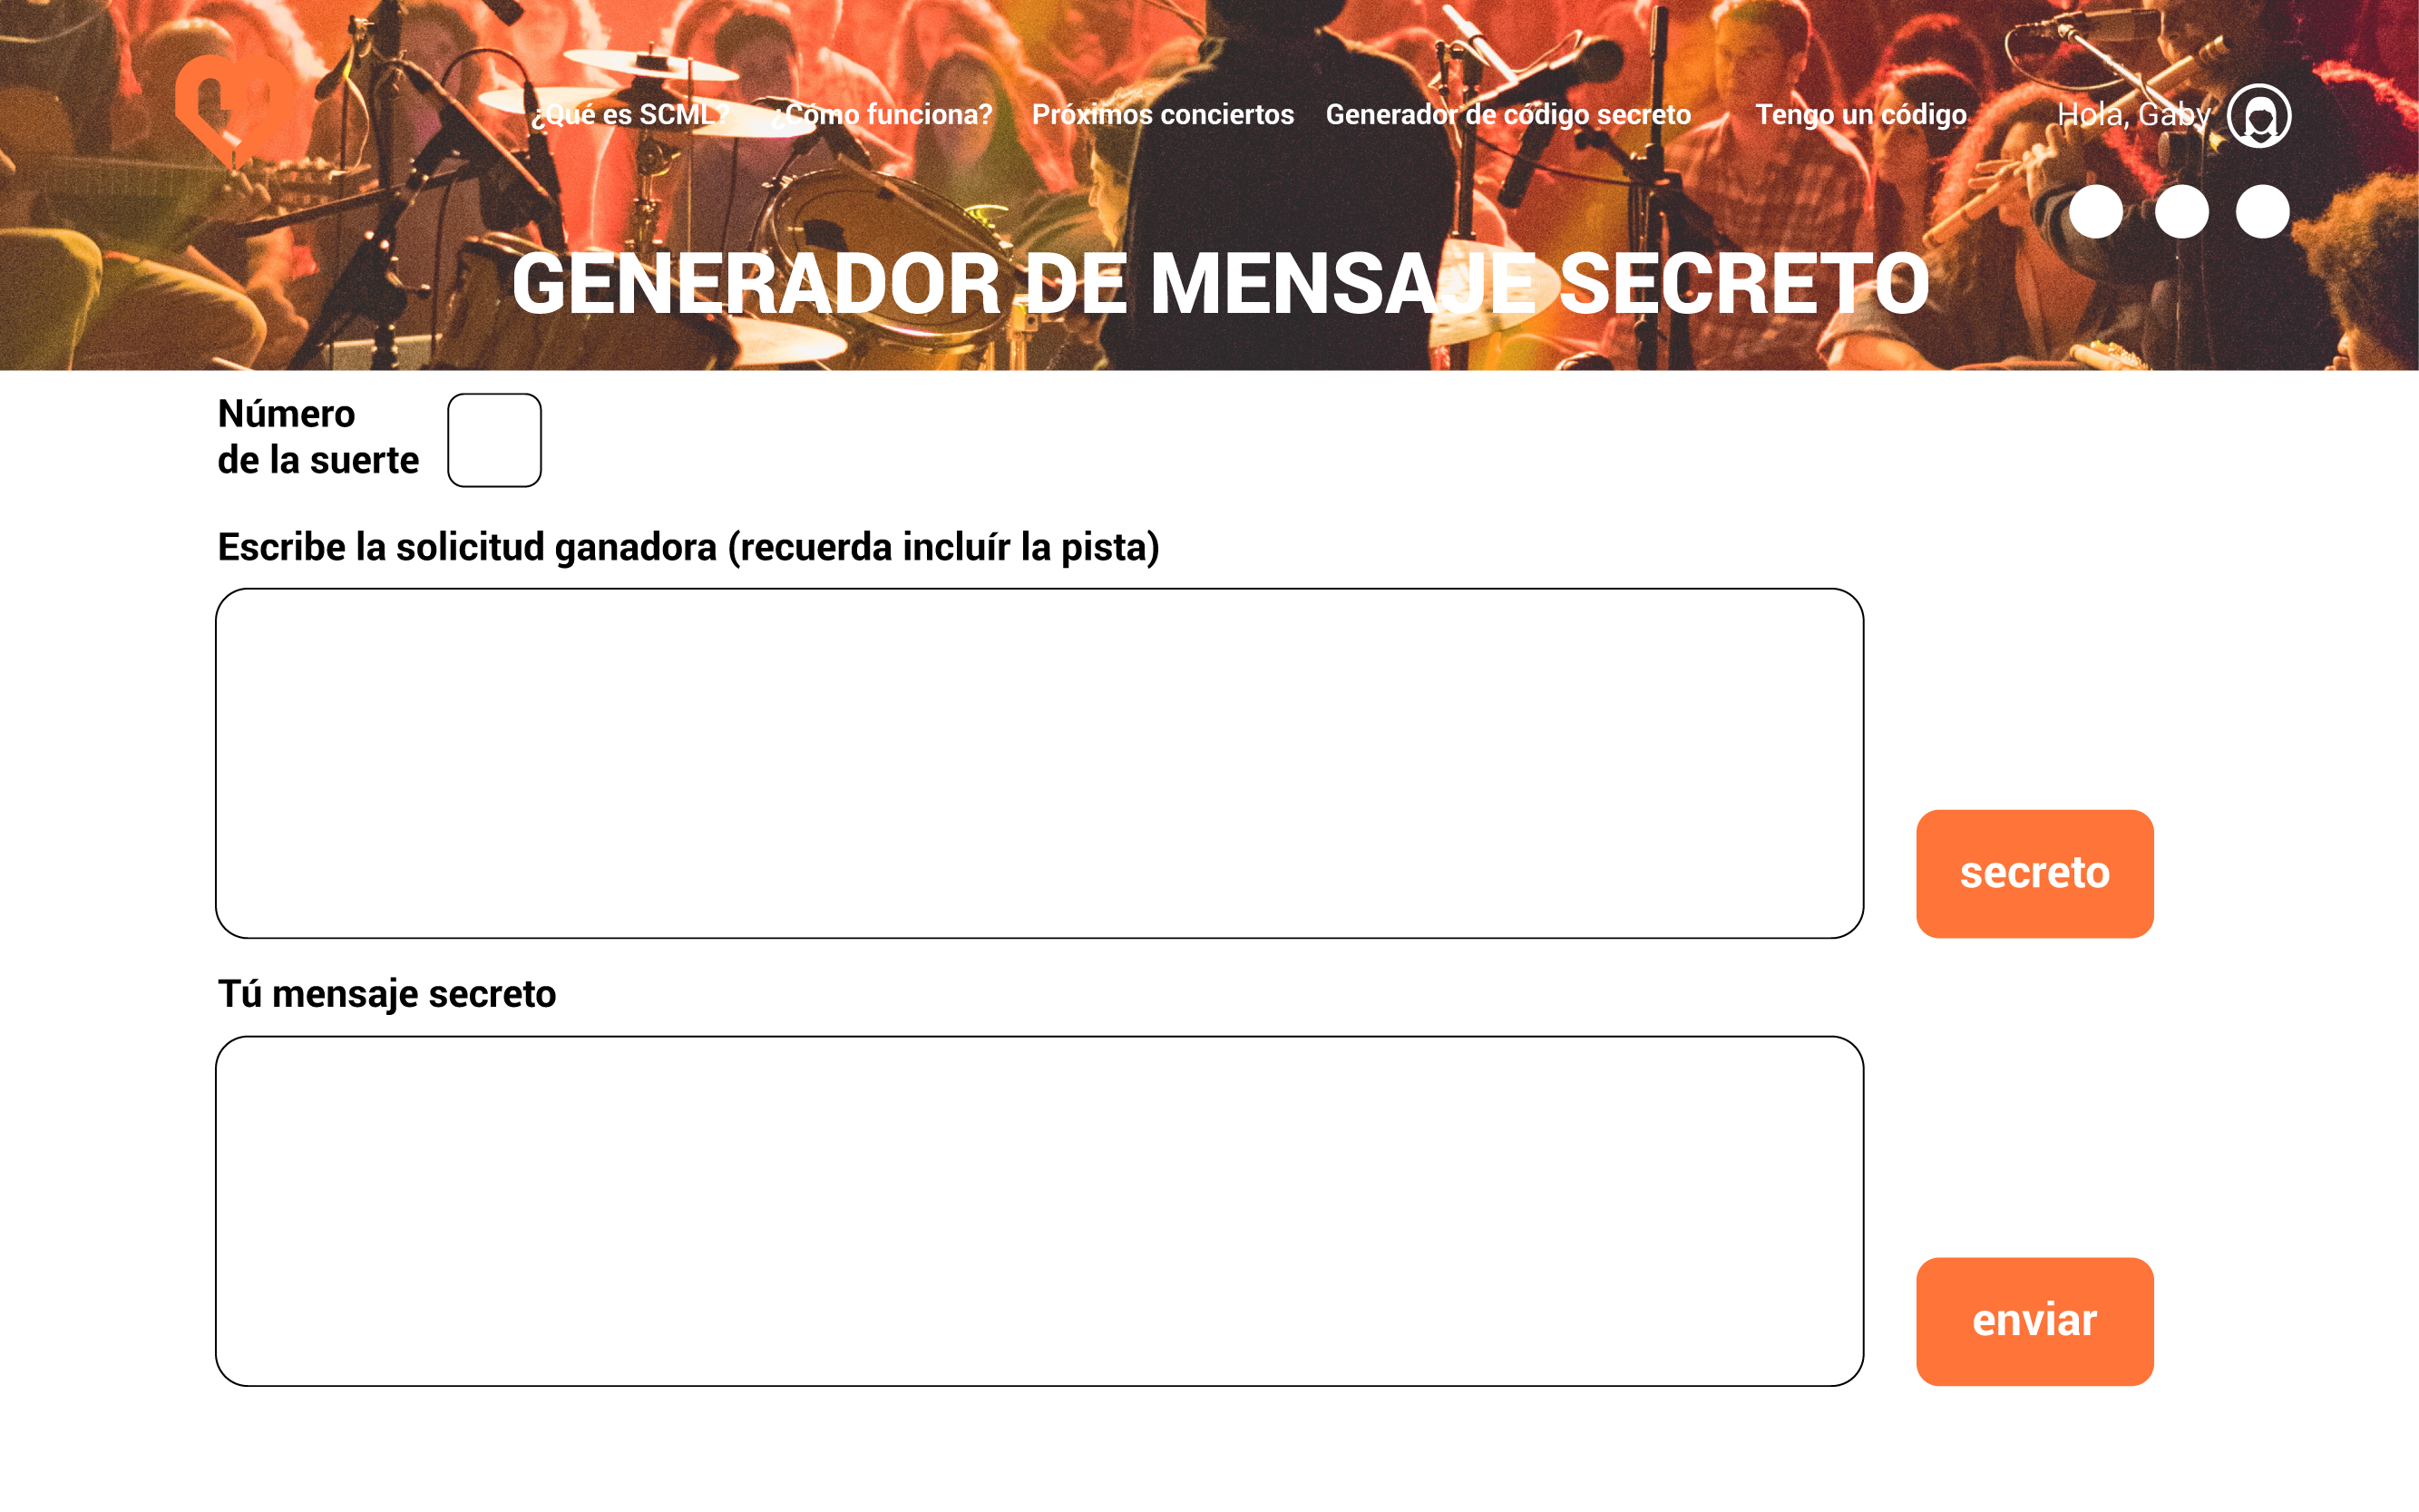 ¿Qué es SCML? ¿Cómo funciona? Próximos conciertos Generador de código secreto Tengo un código Hola, Gaby
GENERADOR DE MENSAJE SECRETO
Número
de la suerte
Escribe la solicitud ganadora (recuerda incluír la pista)
secreto
Tú mensaje secreto
enviar